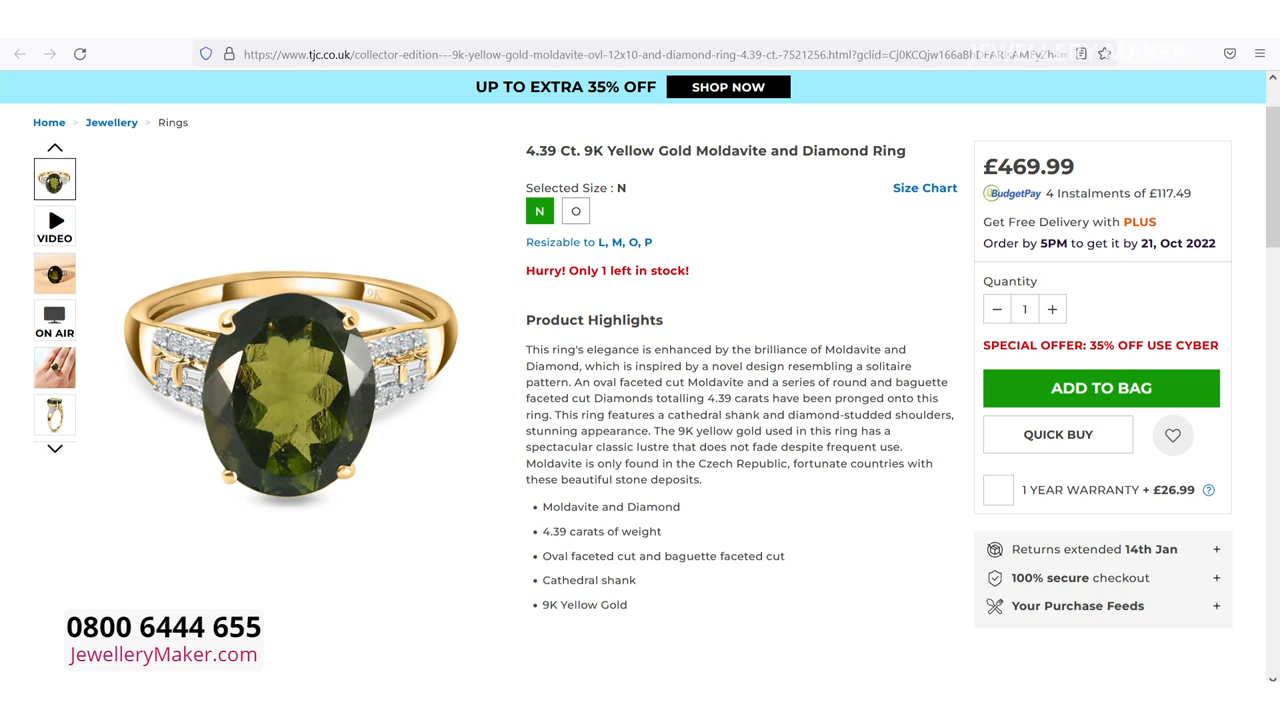 https://www.tjc.co.uk/collector-edition---9k-yellow-gold-moldavite-ovl-12x10-and-diamond-ring-4.39-ct.-7521256.html?gclid=
JEWELLERYMAKER
UP TO EXTRA 35% OFF SHOP NOW
Home > Jewellery > Rings
4.39 Ct. 9K Yellow Gold Moldavite and Diamond Ring
Selected Size : N
Size Chart
N O
Resizable to L, M, O, P
Hurry! Only 1 left in stock!
Product Highlights
This ring's elegance is enhanced by the brilliance of Moldavite and
Diamond, which is inspired by a novel design resembling a solitaire
pattern. An oval faceted cut Moldavite and a series of round and baguette
faceted cut Diamonds totalling 4.39 carats have been pronged onto this
ring. This ring features a cathedral shank and diamond-studded shoulders,
stunning appearance. The 9K yellow gold used in this ring has a
spectacular classic lustre that does not fade despite frequent use.
Moldavite is only found in the Czech Republic, fortunate countries with
these beautiful stone deposits.
• Moldavite and Diamond
• 4.39 carats of weight
• Oval faceted cut and baguette faceted cut
• Cathedral shank
• 9K Yellow Gold
£469.99
BudgetPay 4 Instalments of £117.49
Get Free Delivery with PLUS
Order by 5PM to get it by 21, Oct 2022
Quantity
− 1 +
SPECIAL OFFER: 35% OFF USE CYBER
ADD TO BAG
QUICK BUY
1 YEAR WARRANTY + £26.99 ?
Returns extended 14th Jan +
100% secure checkout +
Your Purchase Feeds +
VIDEO
ON AIR
9K
0800 6444 655
JewelleryMaker.com